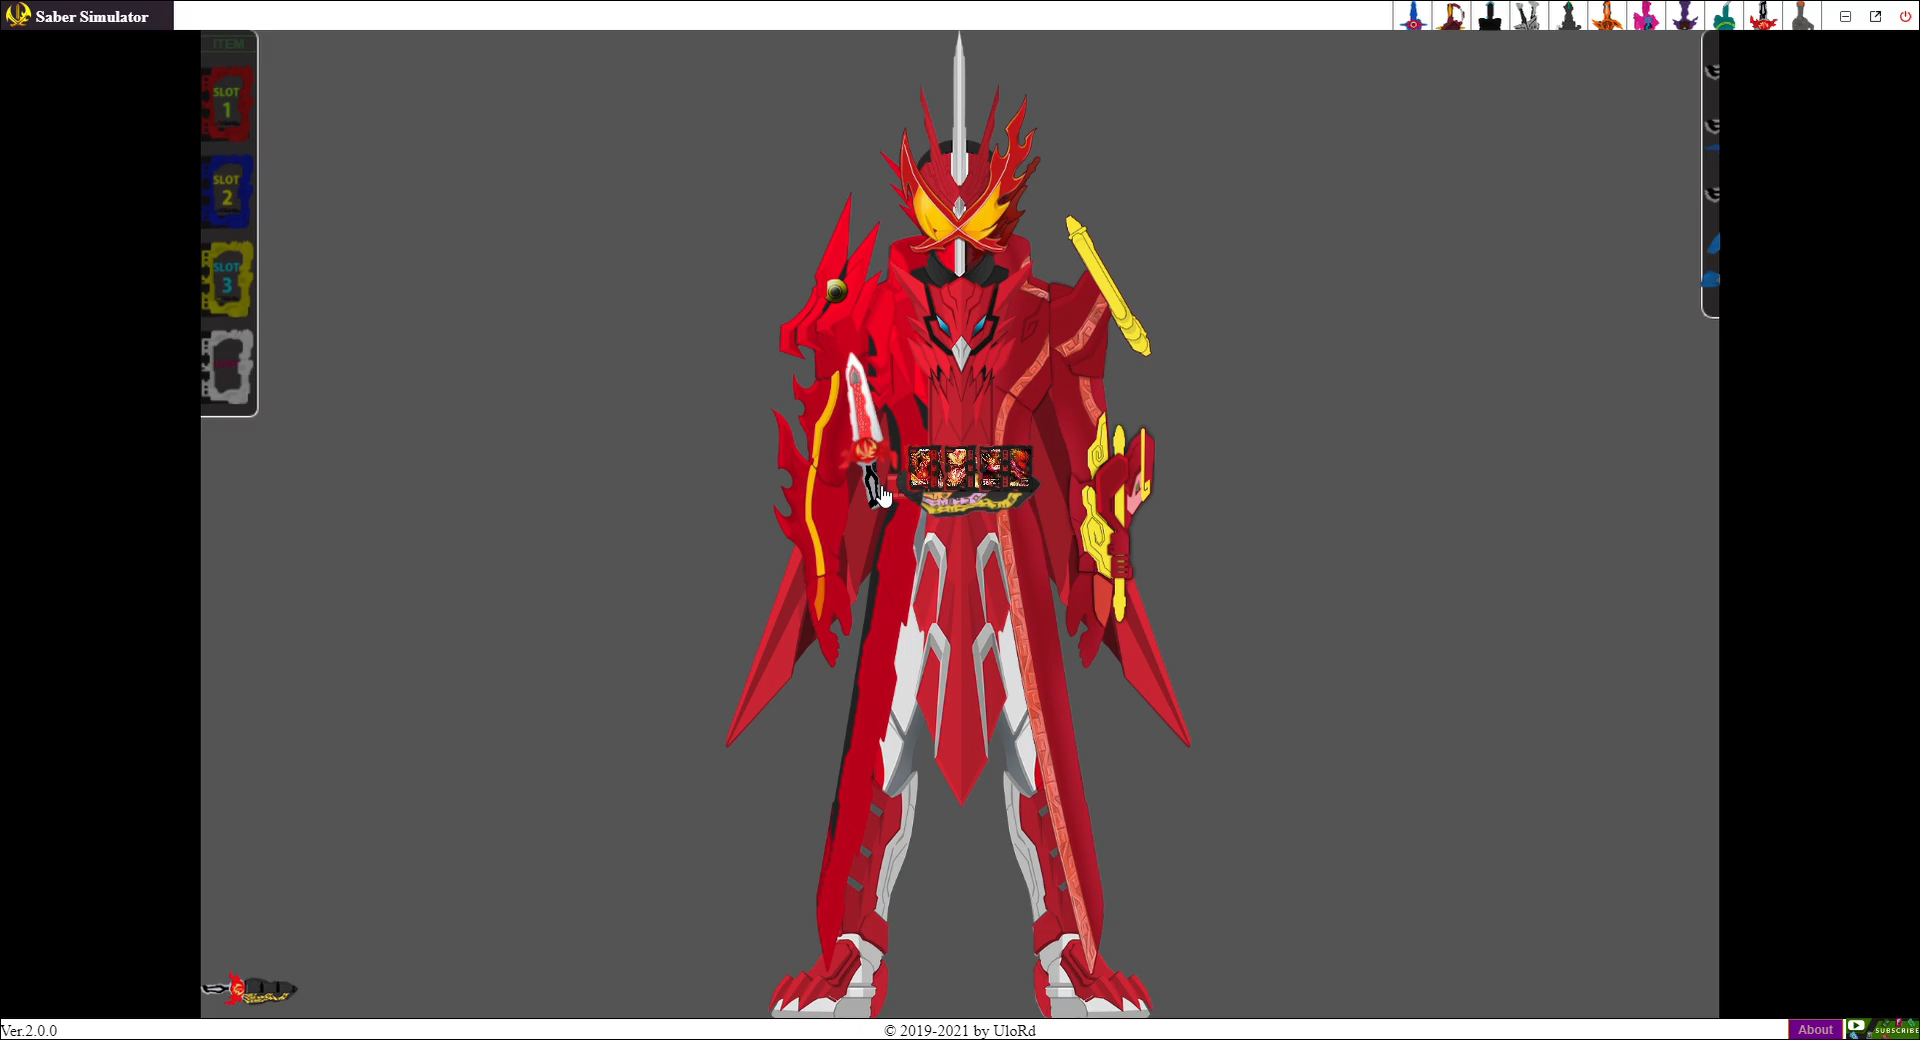 Saber Simulator
ITEM
SLOT
1
SLOT
2
SLOT
3
Ver.2.0.0
© 2019-2021 by UloRd
About
SUBSCRIBE